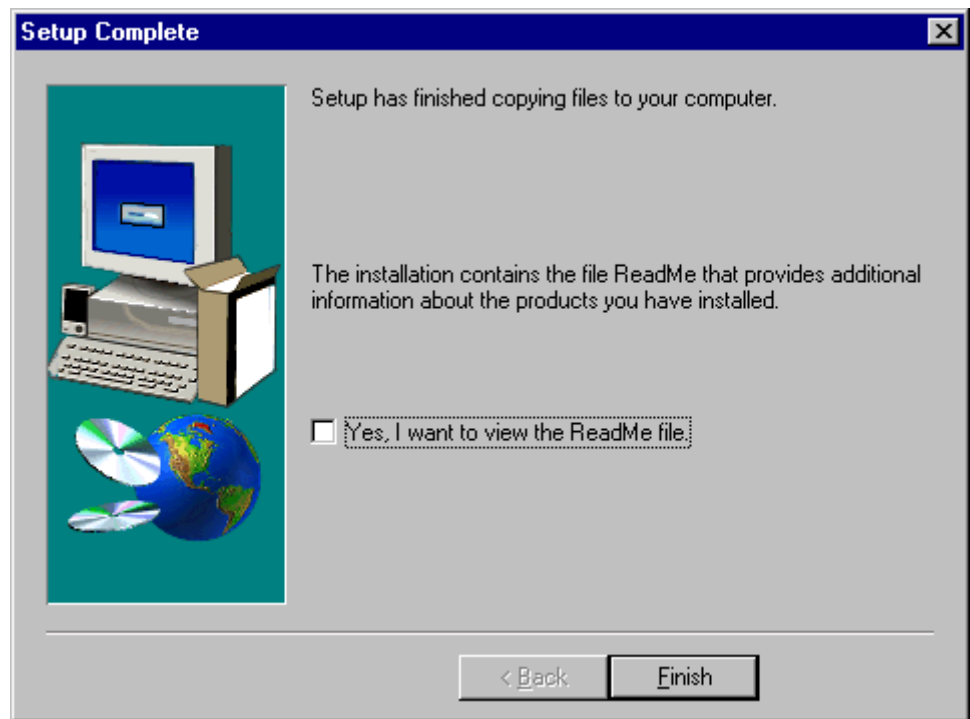 Setup Complete
Setup has finished copying files to your computer.
The installation contains the file ReadMe that provides additional
information about the products you have installed.
Yes, I want to view the ReadMe file.
< Back
Finish